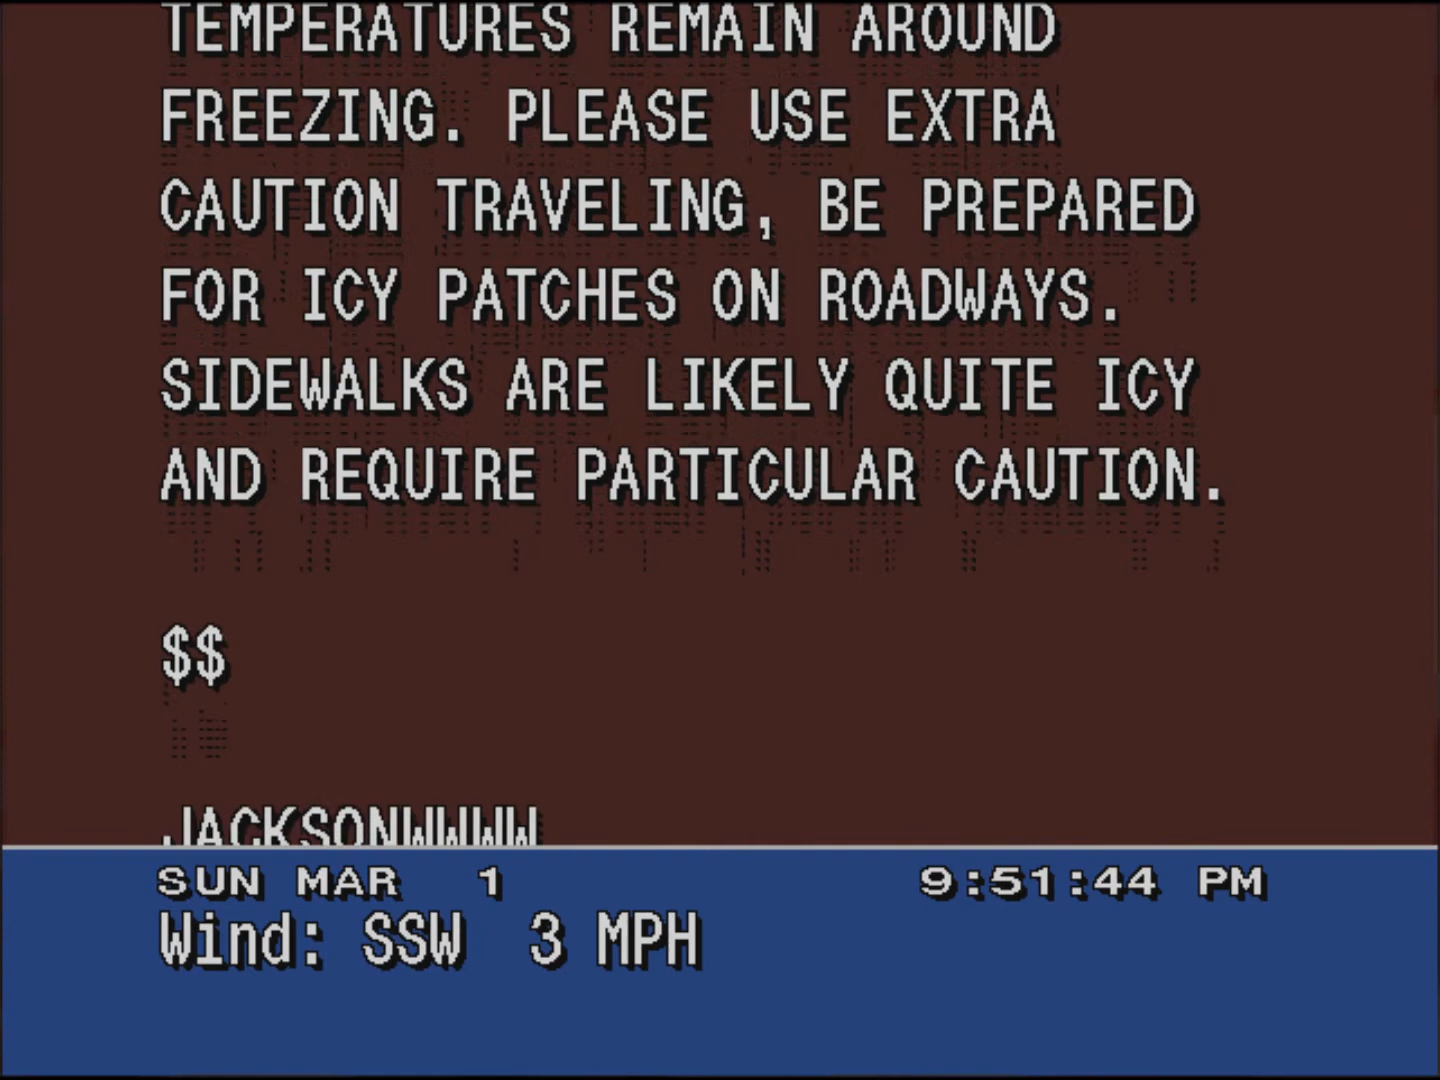 TEMPERATURES REMAIN AROUND
FREEZING. PLEASE USE EXTRA
CAUTION TRAVELING, BE PREPARED
FOR ICY PATCHES ON ROADWAYS.
SIDEWALKS ARE LIKELY QUITE ICY
AND REQUIRE PARTICULAR CAUTION.
$$
JACKSONWWWW
SUN MAR 1 9:51:44 PM
Wind: SSW 3 MPH